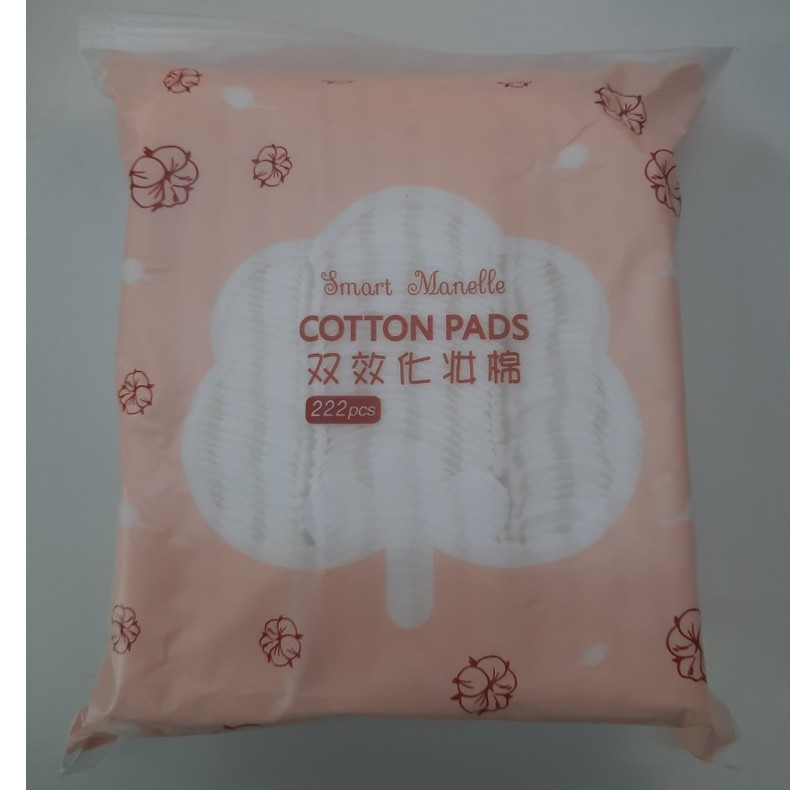 Smart Manelle
COTTON PADS
双效化妆棉
222pcs